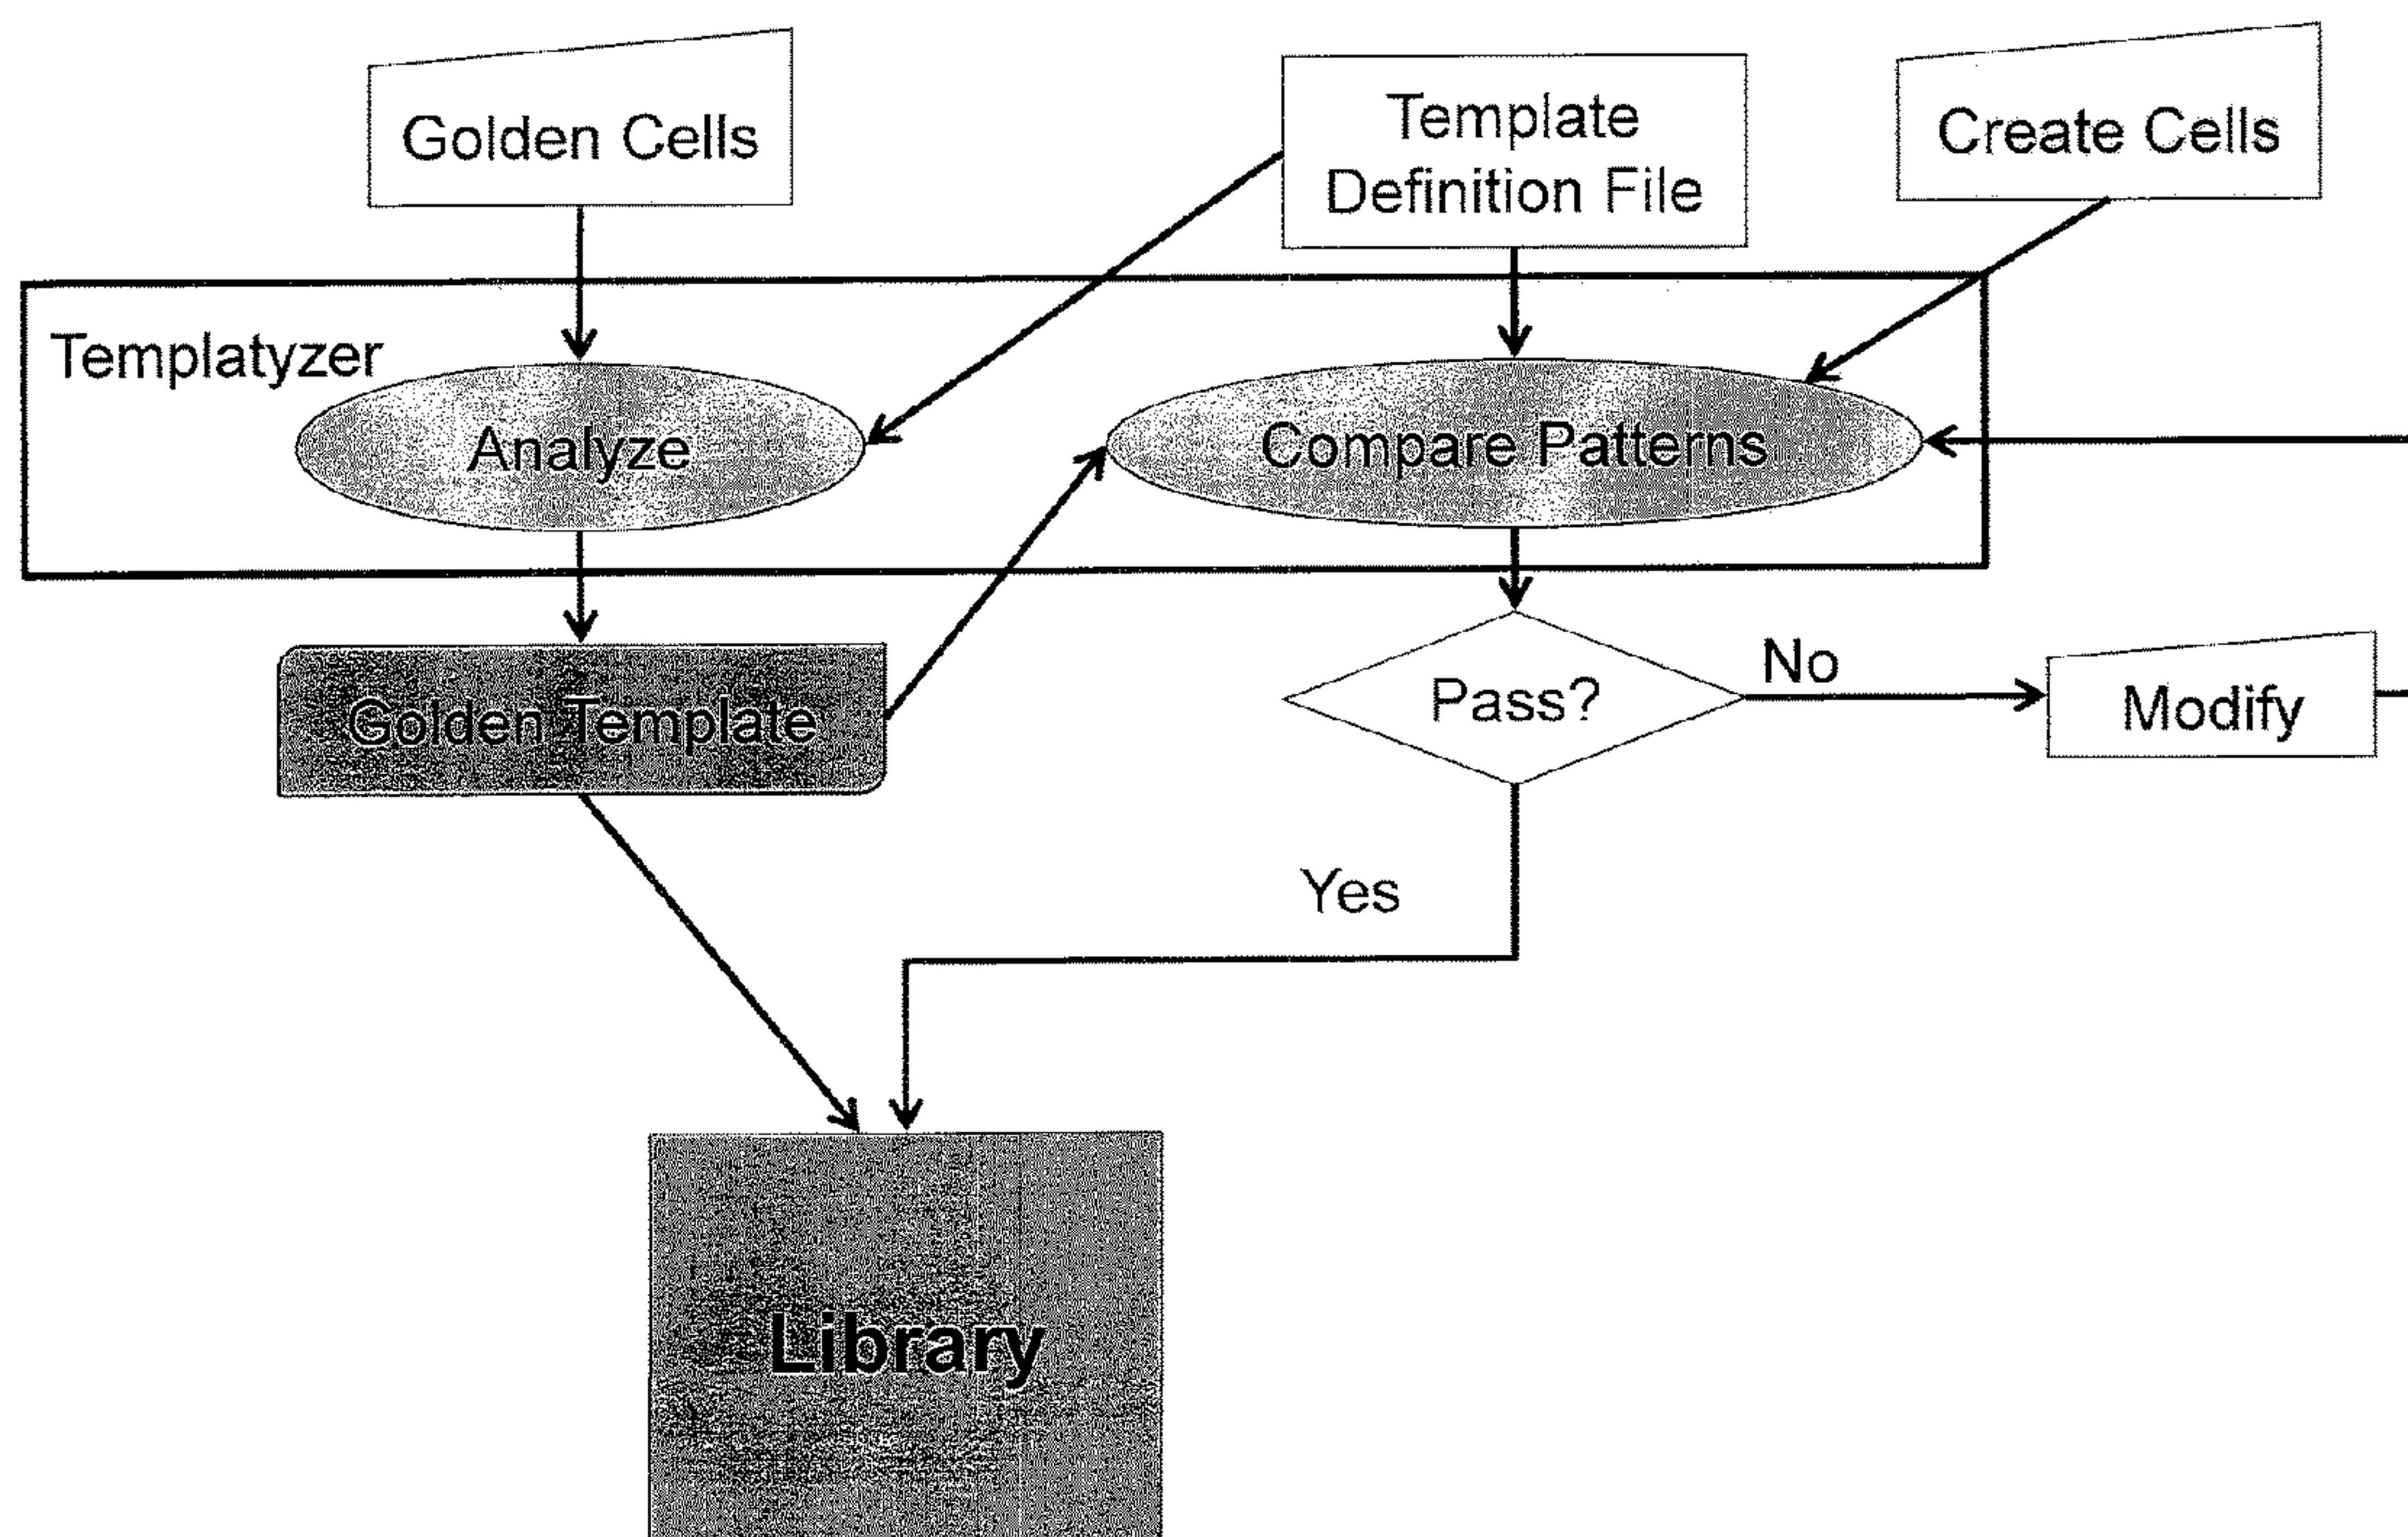 Golden Cells
Template
Definition File
Create Cells
Templatyzer
Analyze
Compare Patterns
Golden Template
Pass?
No
Modify
Yes
Library